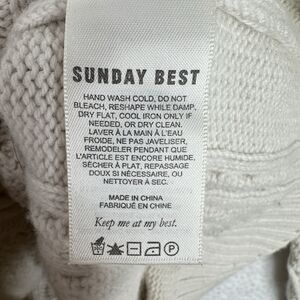 SUNDAY BEST
HAND WASH COLD, DO NOT
BLEACH, RESHAPE WHILE DAMP,
DRY FLAT, COOL IRON ONLY IF
NEEDED, OR DRY CLEAN.
LAVER À LA MAIN À L'EAU
FROIDE, NE PAS JAVELISER,
REMODELER PENDANT QUE
L'ARTICLE EST ENCORE HUMIDE.
SÉCHER À PLAT, REPASSAGE
DOUX SI NÉCESSAIRE, OU
NETTOYER À SEC.
MADE IN CHINA
FABRIQUÉ EN CHINE
Keep me at my best.
P